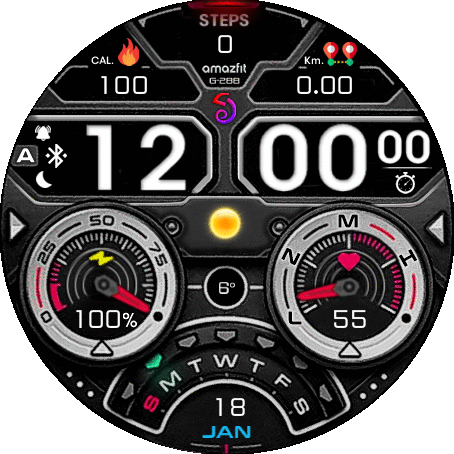 STEPS
0
CAL.
100
amazfit
G-288
Km.
0.00
A
12
00
00
25
50
75
0
100%
6°
L
N
M
I
55
S M T W T F S
18
JAN